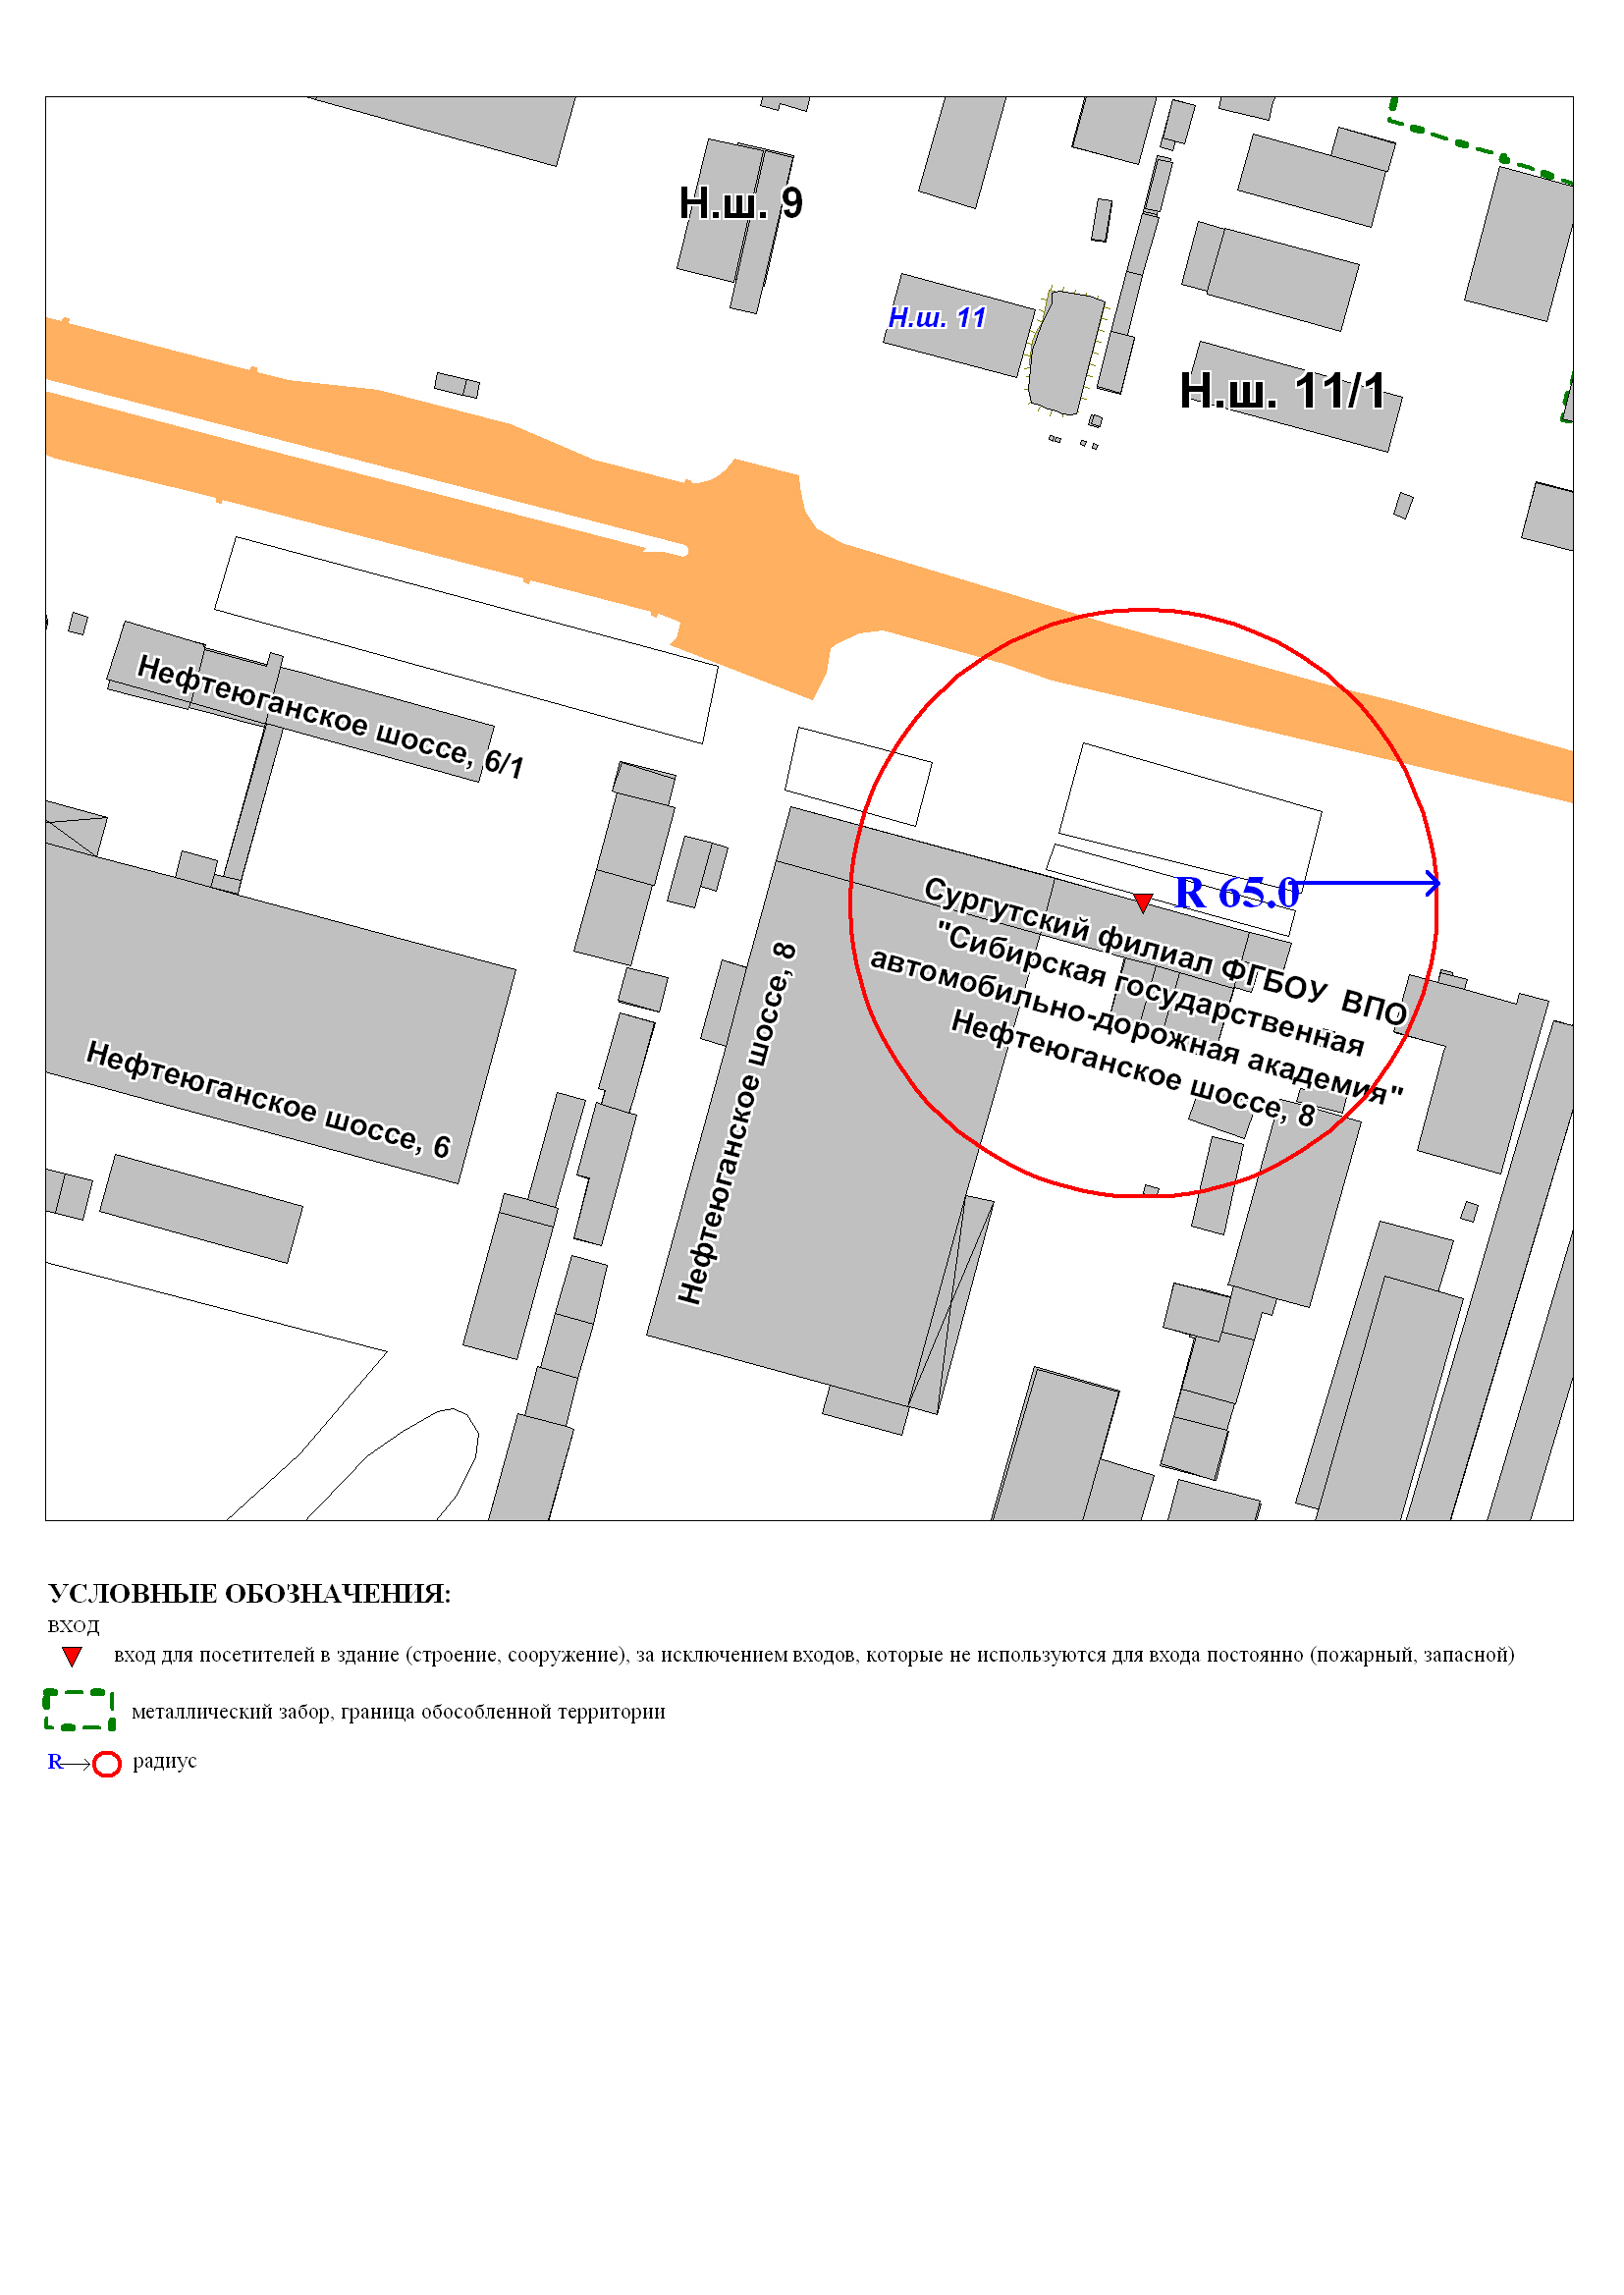 Н.ш. 9
Н.ш. 11
Н.ш. 11/1
Нефтеюганское шоссе, 6/1
R 65.0
Сургутский филиал ФГБОУ ВПО
"Сибирская государственная
автомобильно-дорожная академия"
Нефтеюганское шоссе, 8
Нефтеюганское шоссе, 8
Нефтеюганское шоссе, 6
УСЛОВНЫЕ ОБОЗНАЧЕНИЯ:
ВХОД
вход для посетителей в здание (строение, сооружение), за исключением входов, которые не используются для входа постоянно (пожарный, запасной)
металлический забор, граница обособленной территории
R
радиус